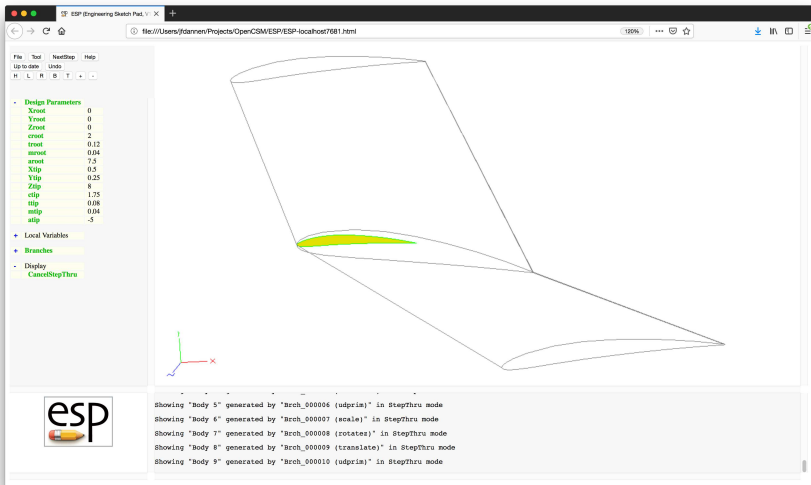 ESP (Engineering Sketch Pad, V
file:///Users/jfdannen/Projects/OpenCSM/ESP/ESP-localhost7681.html
120%
File Tool NextStep Help
Up to date Undo
H L R B T + -
- Design Parameters
Xroot 0
Yroot 0
Zroot 0
croot 2
troot 0.12
mroot 0.04
aroot 7.5
Xtip 0.5
Ytip 0.25
Ztip 8
ctip 1.75
ttip 0.08
mtip 0.04
atip -5
+ Local Variables
+ Branches
- Display
CancelStepThru
X
esp
Showing "Body 5" generated by "Brch_000006 (udprim)" in StepThru mode
Showing "Body 6" generated by "Brch_000007 (scale)" in StepThru mode
Showing "Body 7" generated by "Brch_000008 (rotatez)" in StepThru mode
Showing "Body 8" generated by "Brch_000009 (translate)" in StepThru mode
Showing "Body 9" generated by "Brch_000010 (udprim)" in StepThru mode